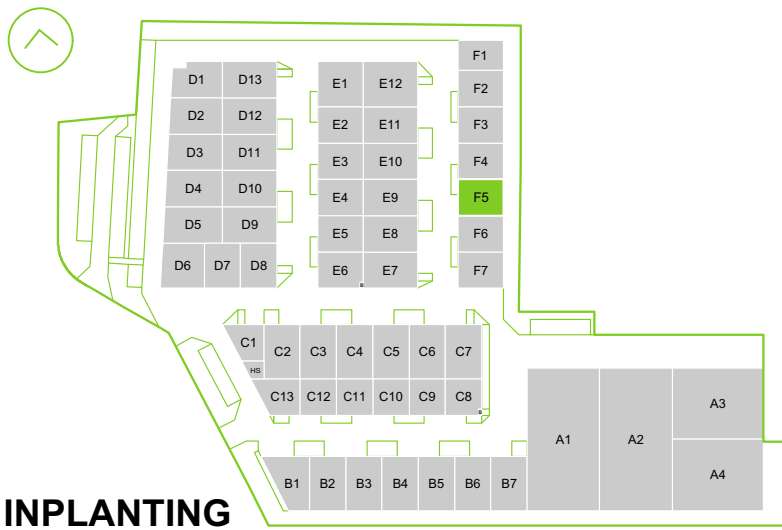 F1
D1 D13 E1 E12 F2
D2 D12 E2 E11 F3
D3 D11 E3 E10 F4
D4 D10 E4 E9 F5
D5 D9 E5 E8 F6
D6 D7 D8 E6 E7 F7
C1 C2 C3 C4 C5 C6 C7
HS
C13 C12 C11 C10 C9 C8
A1 A2 A3
A4
B1 B2 B3 B4 B5 B6 B7
INPLANTING